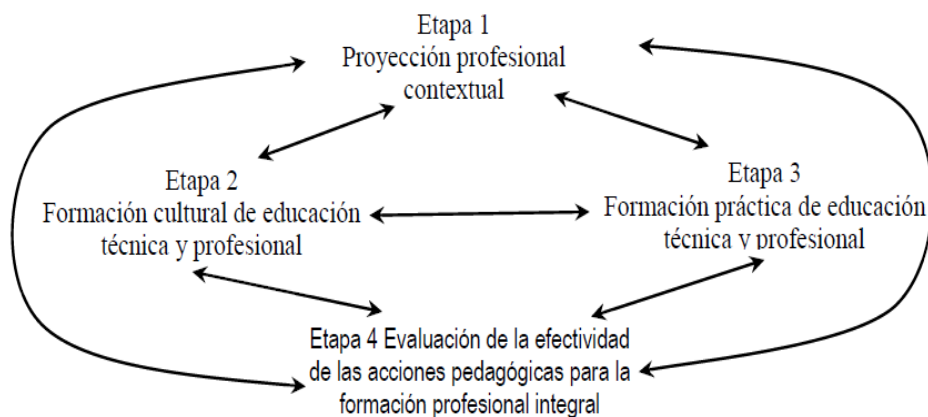 Etapa 1
Proyección profesional
contextual
Etapa 2
Formación cultural de educación
técnica y profesional
Etapa 3
Formación práctica de educación
técnica y profesional
Etapa 4 Evaluación de la efectividad
de las acciones pedagógicas para la
formación profesional integral